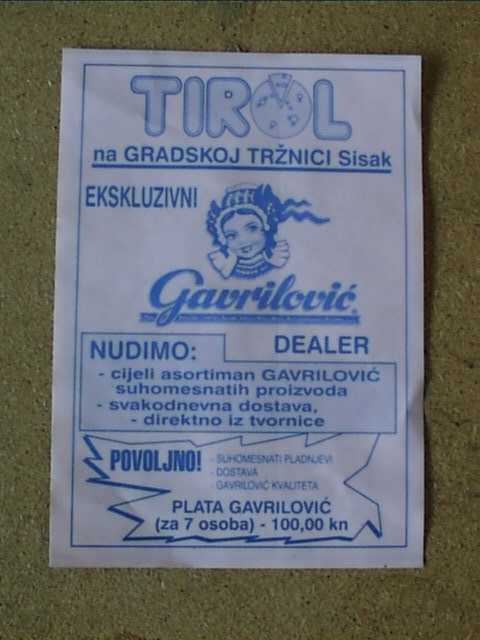 TIROL
na GRADSKOJ TRŽNICI Sisak
EKSKLUZIVNI
Gavrilović
DEALER
NUDIMO:
- cijeli asortiman GAVRILOVIĆ
suhomesnatih proizvoda
- svakodnevna dostava,
- direktno iz tvornice
POVOLJNO!
- SUHOMESNATI PLADNJEVI
- DOSTAVA
- GAVRILOVIĆ KVALITETA
PLATA GAVRILOVIĆ
(za 7 osoba) - 100,00 kn